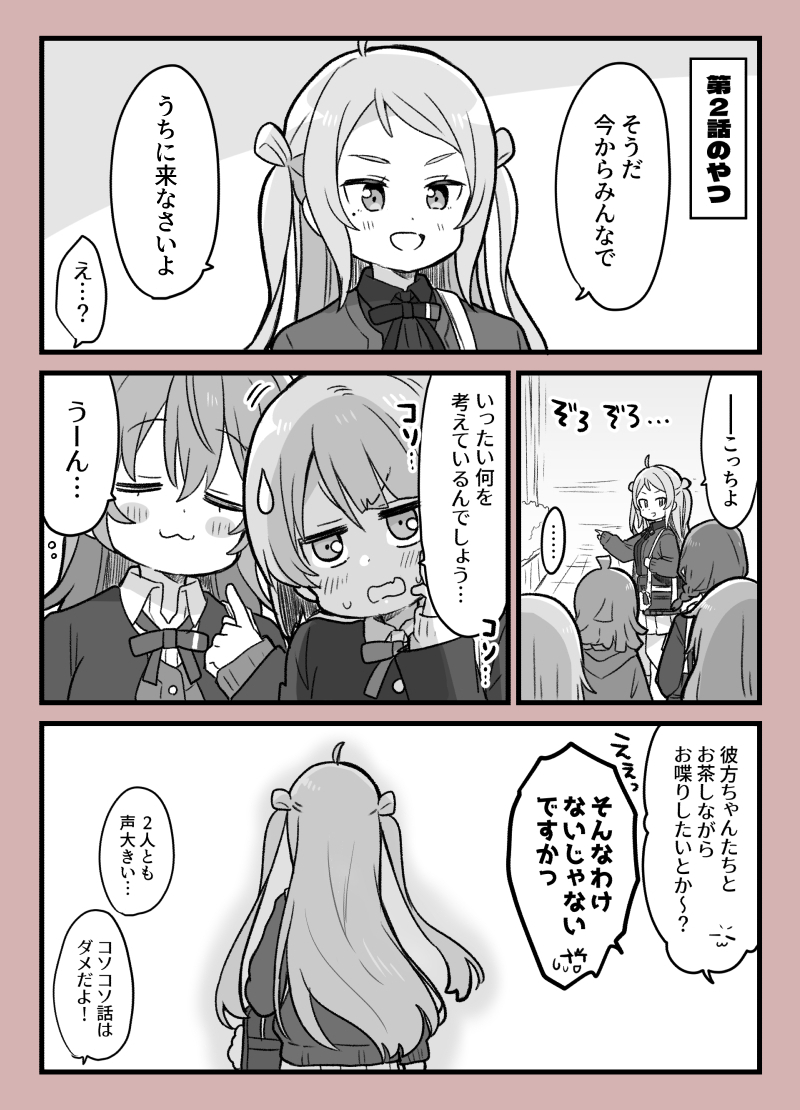 第2話のやつ
そうだ
今からみんなで
うちに来なさいよ
え…?
──こっちよ
ぞろぞろ…
……
いったい何を
考えているんでしょう…
コソ…
コソ…
うーん…
彼方ちゃんたちと
お茶しながら
お喋りしたいとか〜?
ええっ
そんなわけ
ないじゃない
ですかっ
2人とも
声大きい…
コソコソ話は
ダメだよ!